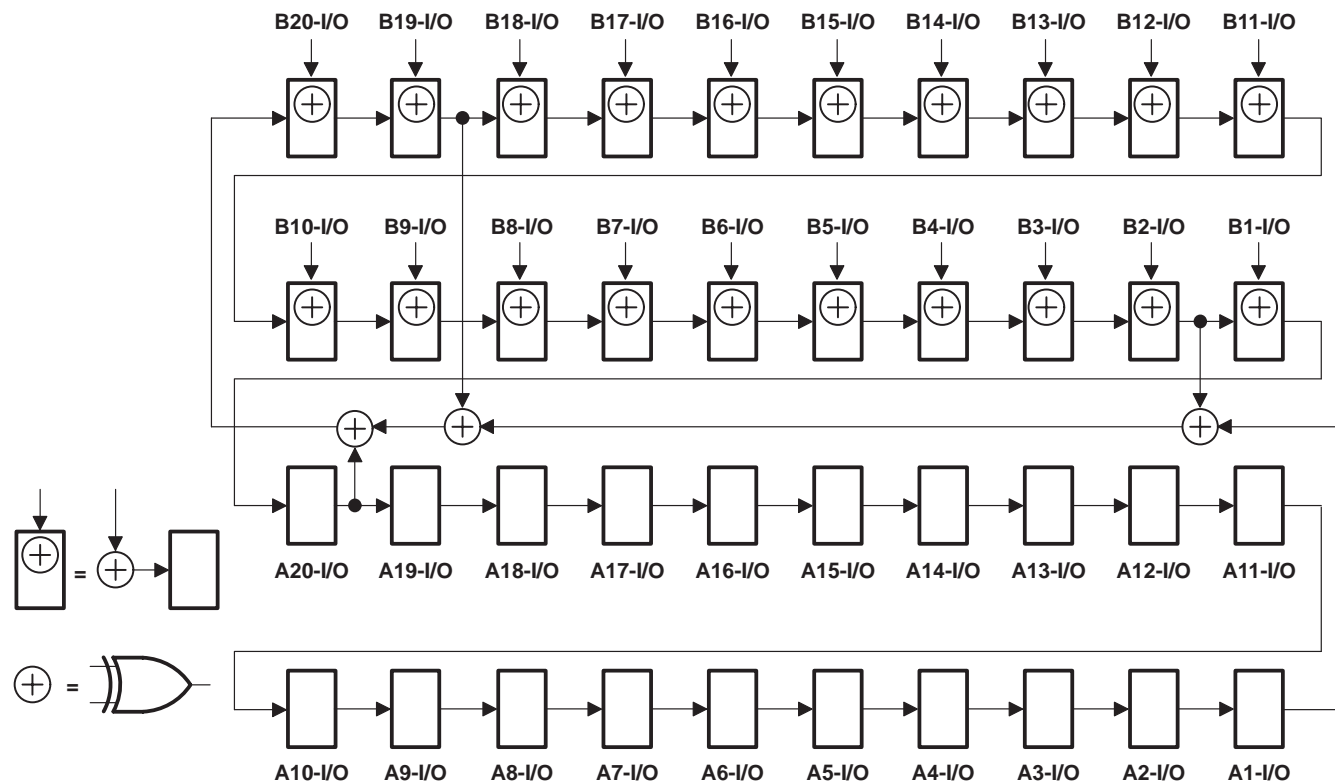 B20-I/O B19-I/O B18-I/O B17-I/O B16-I/O B15-I/O B14-I/O B13-I/O B12-I/O B11-I/O
B10-I/O B9-I/O B8-I/O B7-I/O B6-I/O B5-I/O B4-I/O B3-I/O B2-I/O B1-I/O
=
A20-I/O A19-I/O A18-I/O A17-I/O A16-I/O A15-I/O A14-I/O A13-I/O A12-I/O A11-I/O
=
A10-I/O A9-I/O A8-I/O A7-I/O A6-I/O A5-I/O A4-I/O A3-I/O A2-I/O A1-I/O